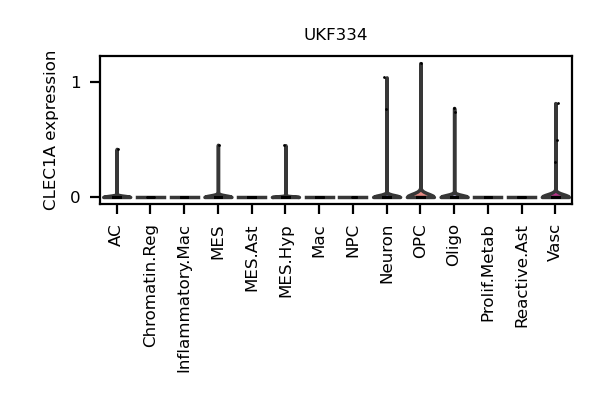 UKF334
CLEC1A expression
1
0
AC
Chromatin.Reg
Inflammatory.Mac
MES
MES.Ast
MES.Hyp
Mac
NPC
Neuron
OPC
Oligo
Prolif.Metab
Reactive.Ast
Vasc